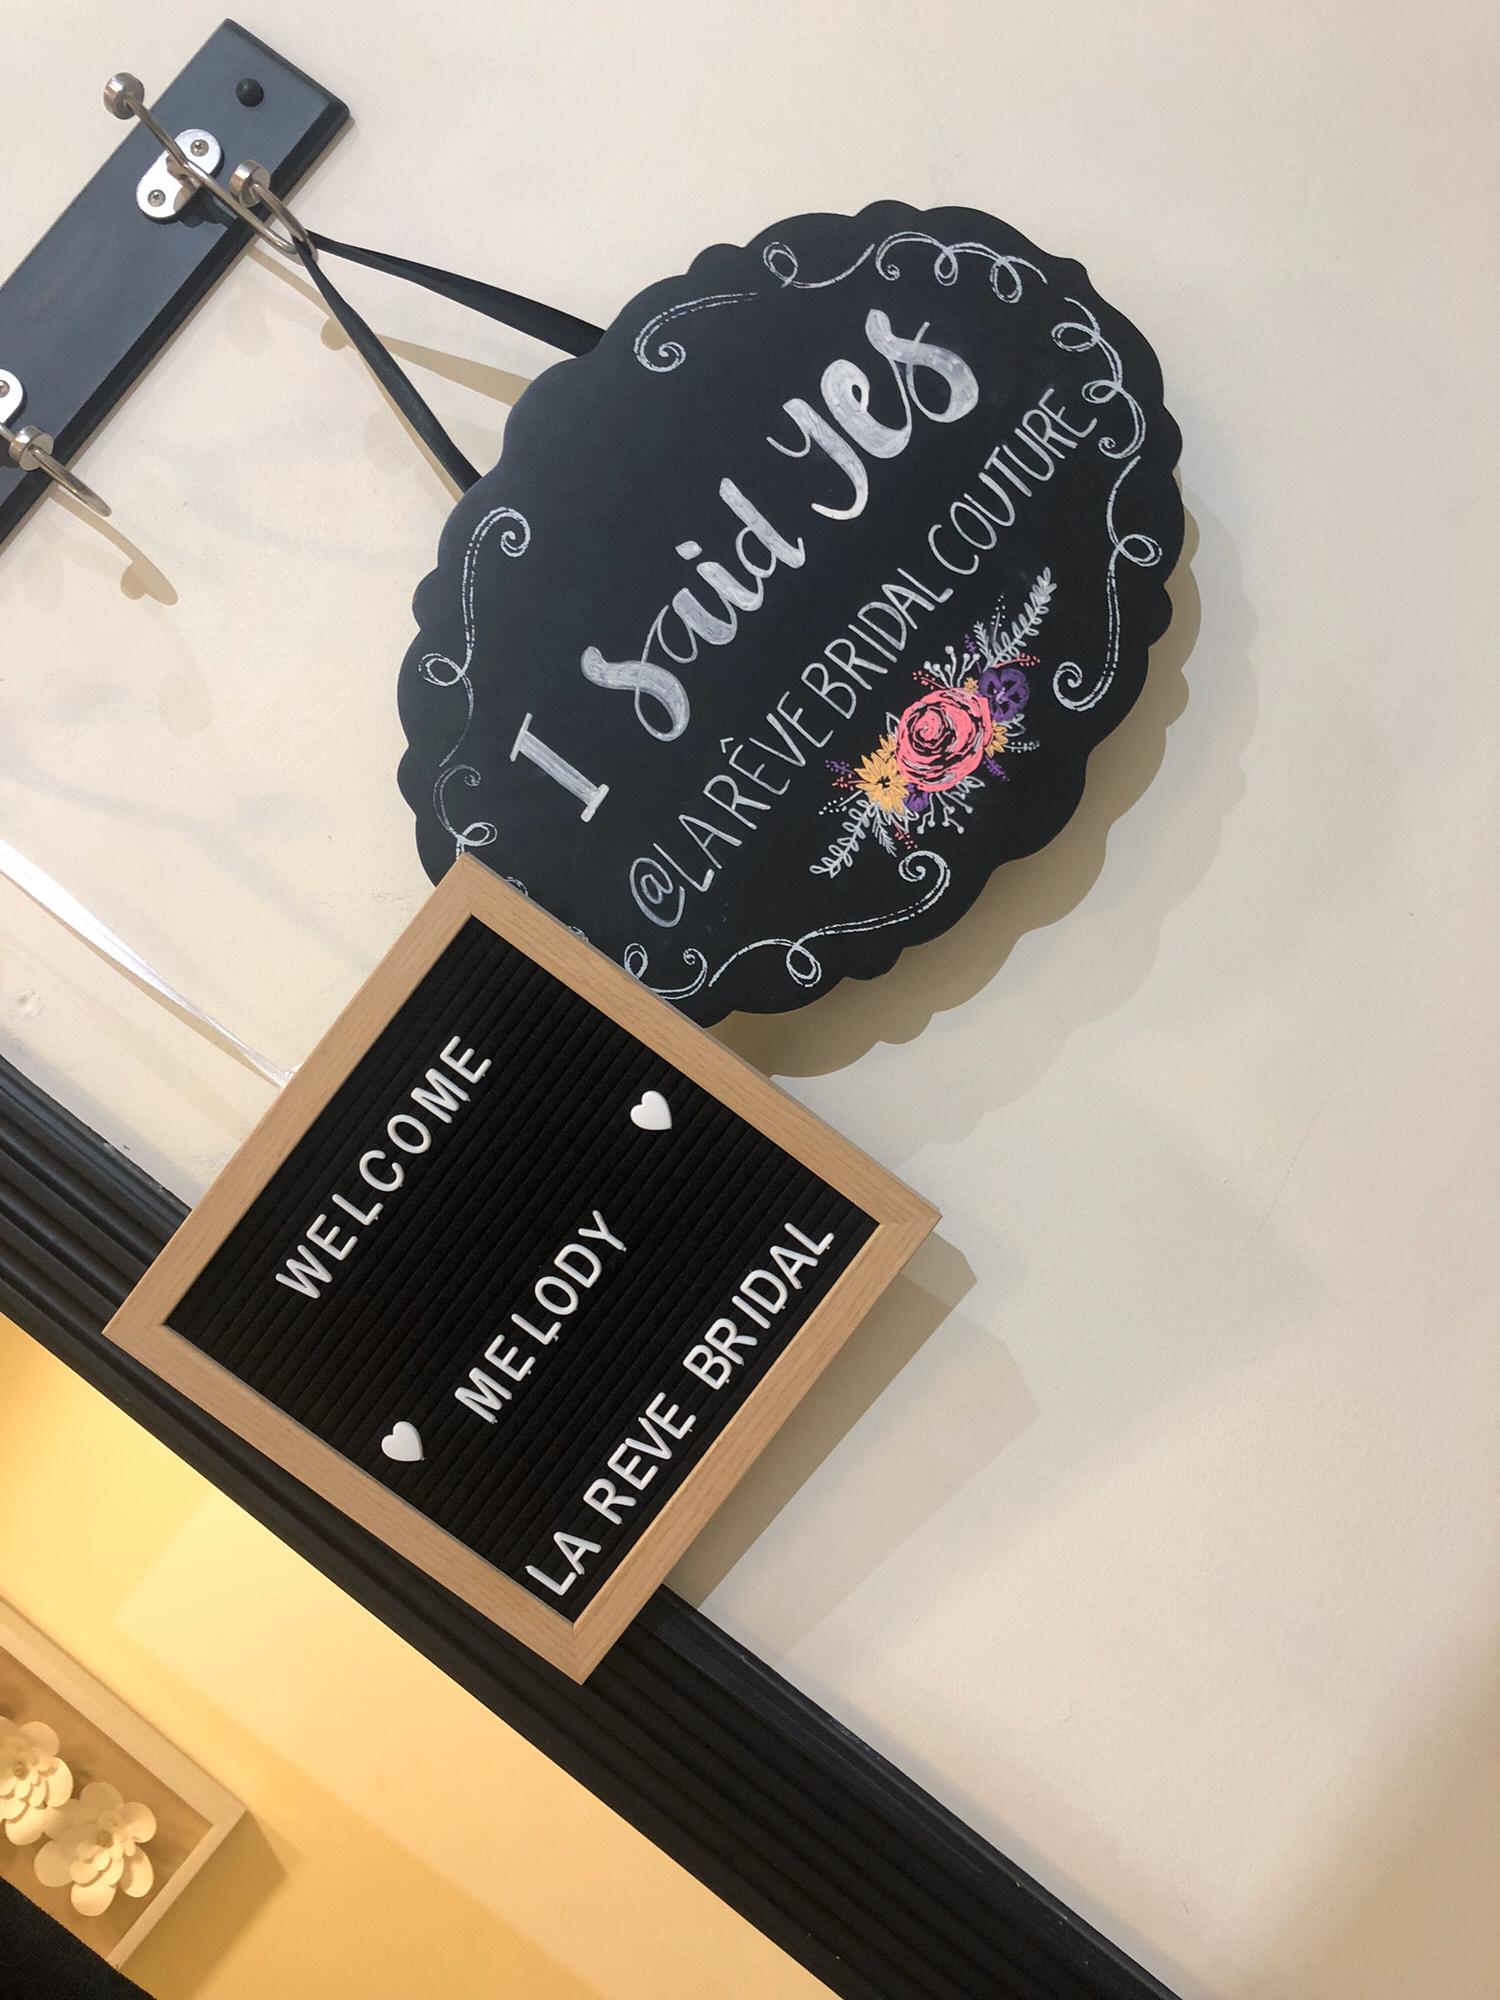 I said yes
@LA RÊVE BRIDAL COUTURE
WELCOME
♥ MELODY ♥
LA REVE BRIDAL